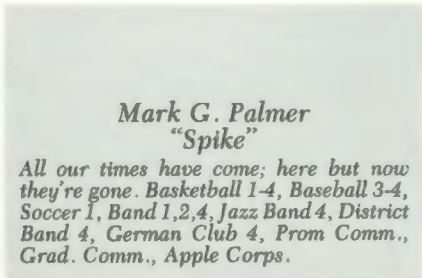 Mark G. Palmer
"Spike"
All our times have come; here but now
they're gone. Basketball 1-4, Baseball 3-4,
Soccer 1, Band 1,2,4, Jazz Band 4, District
Band 4, German Club 4, Prom Comm.,
Grad. Comm., Apple Corps.